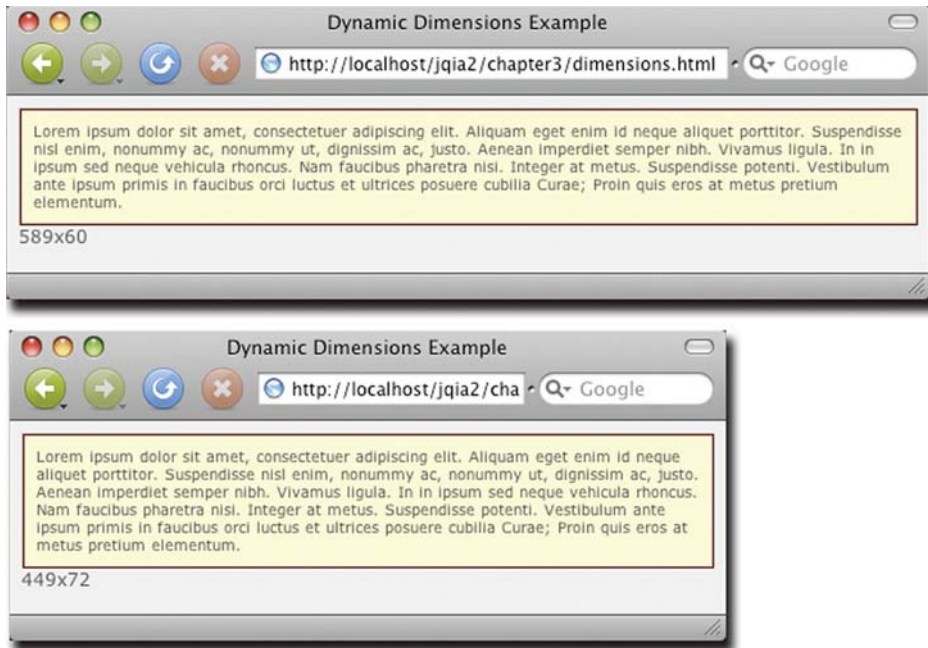 Dynamic Dimensions Example
http://localhost/jqia2/chapter3/dimensions.html
Google
Lorem ipsum dolor sit amet, consectetuer adipiscing elit. Aliquam eget enim id neque aliquet porttitor. Suspendisse
nisl enim, nonummy ac, nonummy ut, dignissim ac, justo. Aenean imperdiet semper nibh. Vivamus ligula. In in
ipsum sed neque vehicula rhoncus. Nam faucibus pharetra nisi. Integer at metus. Suspendisse potenti. Vestibulum
ante ipsum primis in faucibus orci luctus et ultrices posuere cubilia Curae; Proin quis eros at metus pretium
elementum.
589x60
Dynamic Dimensions Example
http://localhost/jqia2/cha
Google
Lorem ipsum dolor sit amet, consectetuer adipiscing elit. Aliquam eget enim id neque
aliquet porttitor. Suspendisse nisl enim, nonummy ac, nonummy ut, dignissim ac, justo.
Aenean imperdiet semper nibh. Vivamus ligula. In in ipsum sed neque vehicula rhoncus.
Nam faucibus pharetra nisi. Integer at metus. Suspendisse potenti. Vestibulum ante
ipsum primis in faucibus orci luctus et ultrices posuere cubilia Curae; Proin quis eros at
metus pretium elementum.
449x72